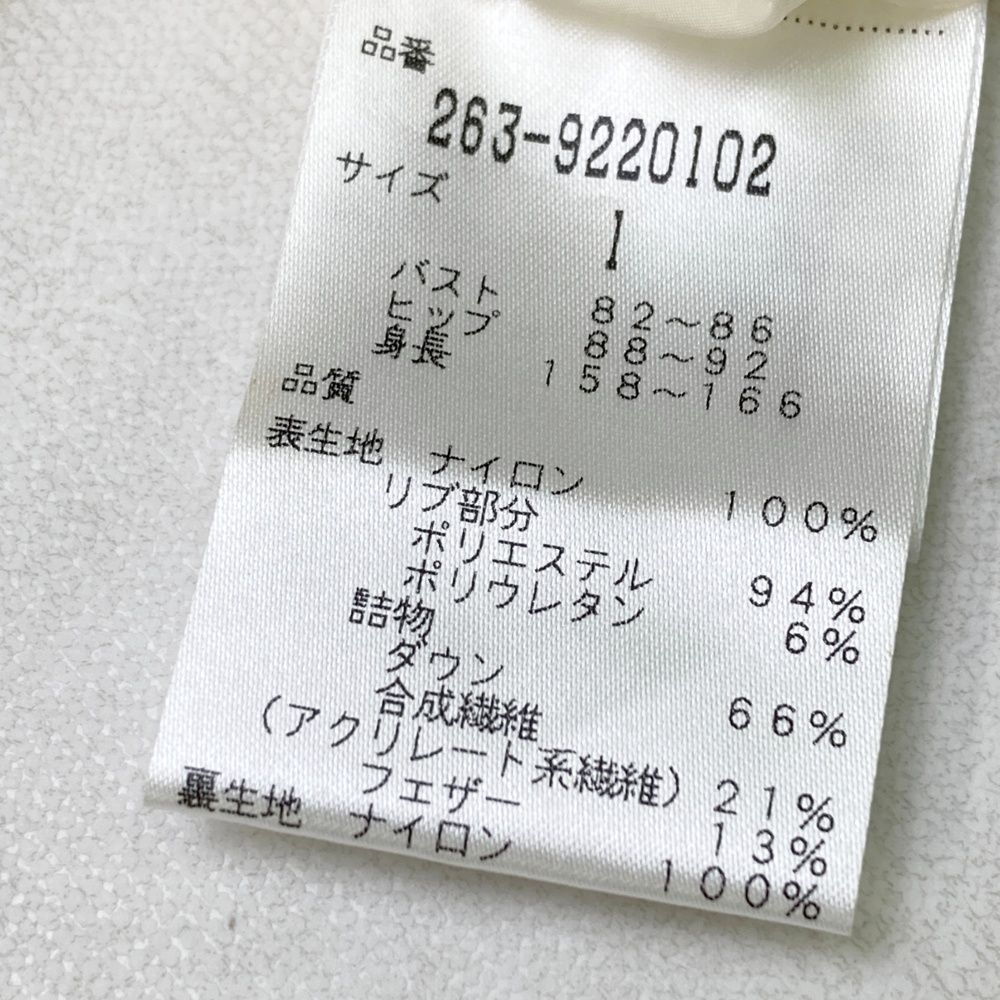 品番
263-9220102
サイズ
1
バスト 82～86
ヒップ 88～92
身長 158～166
品質
表生地 ナイロン 100%
リブ部分
ポリエステル 94%
ポリウレタン 6%
詰物
ダウン 66%
合成繊維
(アクリレート系繊維) 21%
フェザー 13%
裏生地 ナイロン 100%